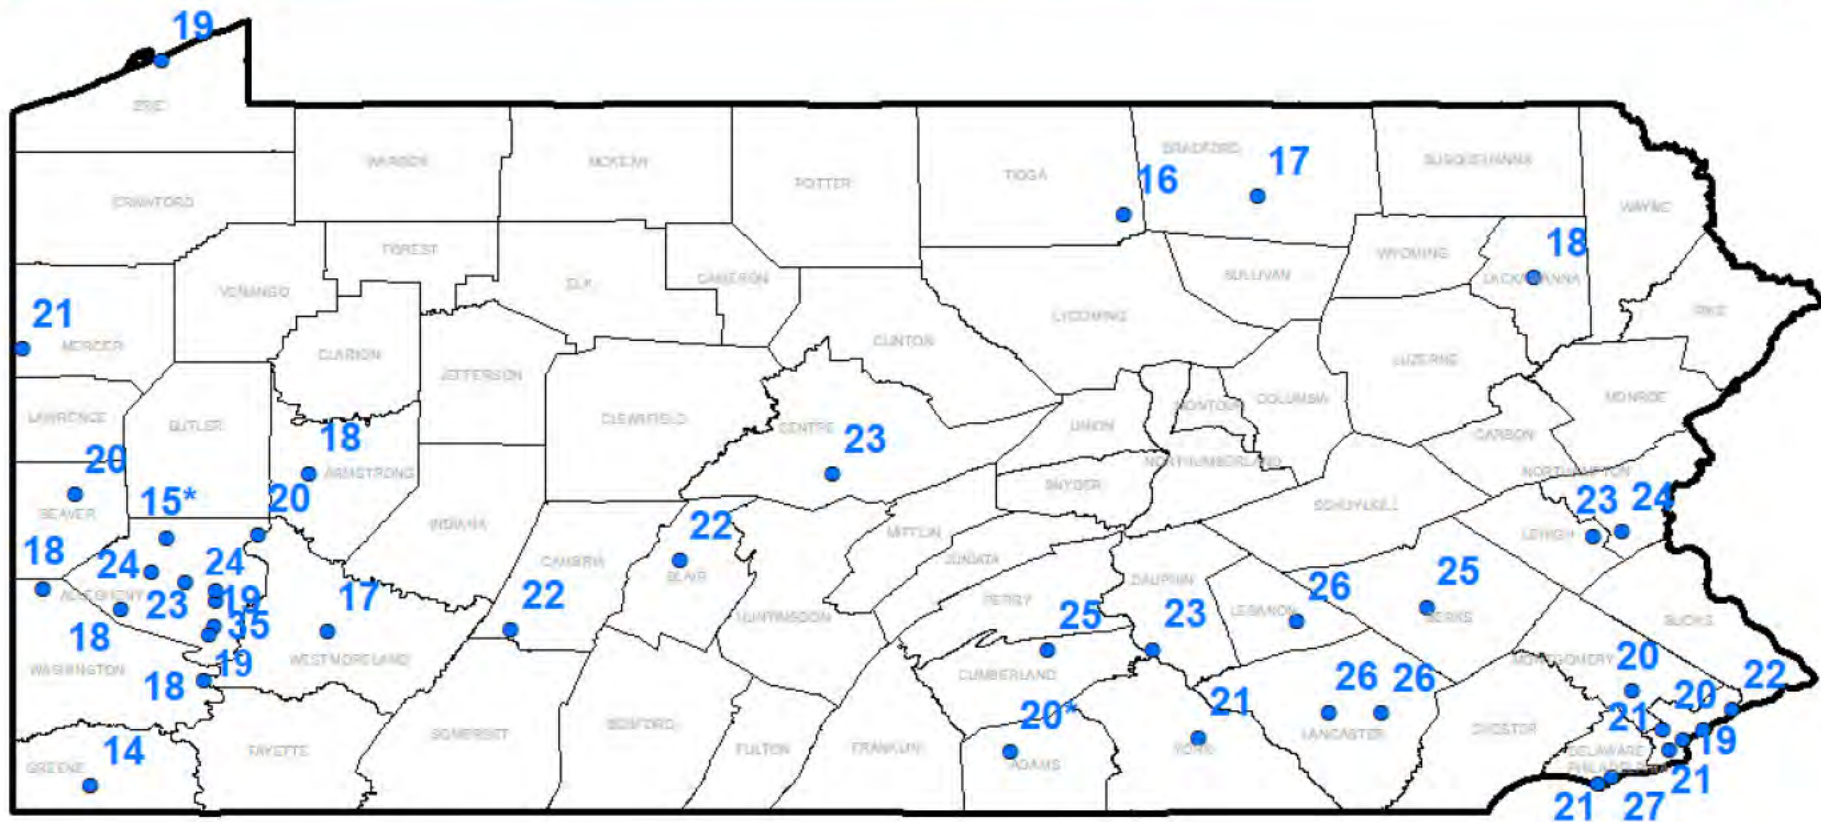 19
ERIE
WARREN
MCKEAN
POTTER
TIOGA
BRADFORD
SUSQUEHANNA
16
17
CRAWFORD
WAYNE
FOREST
18
VENANGO
ELK
CAMERON
SULLIVAN
WYOMING
LACKAWANNA
21
MERCER
CLARION
JEFFERSON
CLINTON
LYCOMING
LUZERNE
PIKE
LAWRENCE
BUTLER
CLEARFIELD
CENTRE
23
UNION
MONTOUR
COLUMBIA
MONROE
CARBON
20
18
ARMSTRONG
NORTHUMBERLAND
NORTHAMPTON
BEAVER
15*
20
INDIANA
SNYDER
SCHUYLKILL
LEHIGH
23
24
18
24
24
CAMBRIA
22
BLAIR
MIFFLIN
JUNIATA
DAUPHIN
ALLEGHENY
23
19
17
22
HUNTINGDON
PERRY
25
23
LEBANON
26
25
BERKS
BUCKS
18
35
WASHINGTON
19
WESTMORELAND
CUMBERLAND
MONTGOMERY
18
20
22
26
26
20
14
GREENE
FAYETTE
SOMERSET
BEDFORD
FULTON
FRANKLIN
20*
ADAMS
21
YORK
LANCASTER
CHESTER
21
DELAWARE
19
PHILADELPHIA
21
21
27